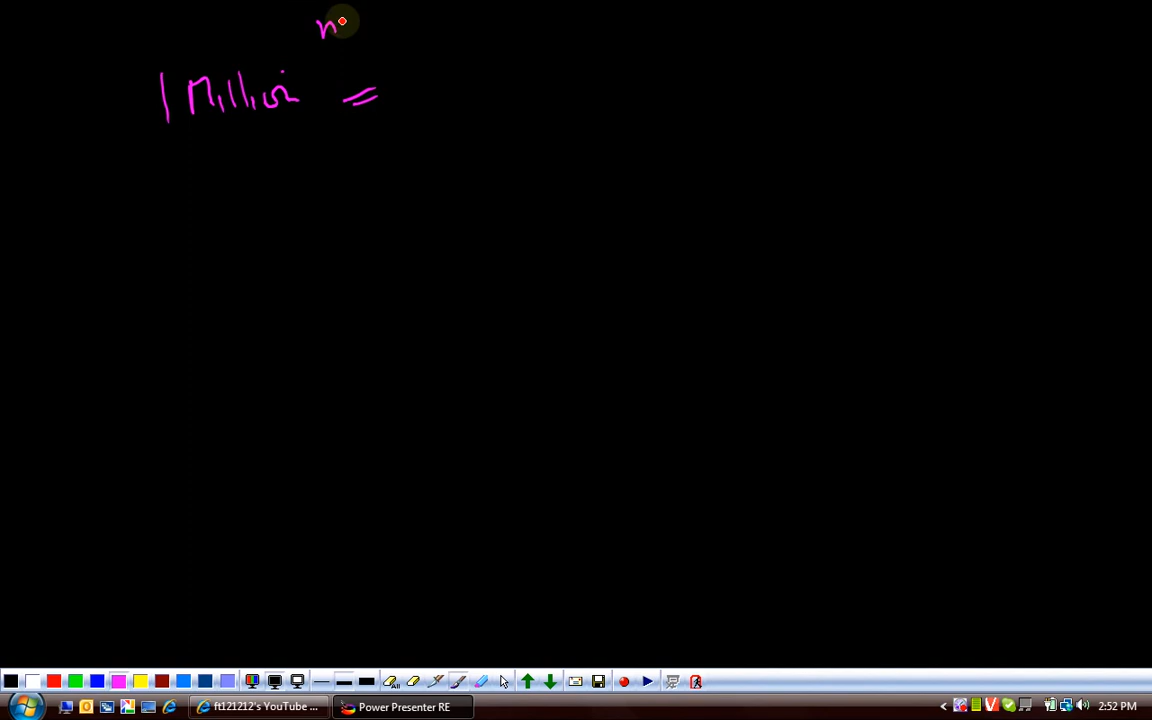 n
1 Million =
ft121212's YouTube ...
Power Presenter RE
2:52 PM